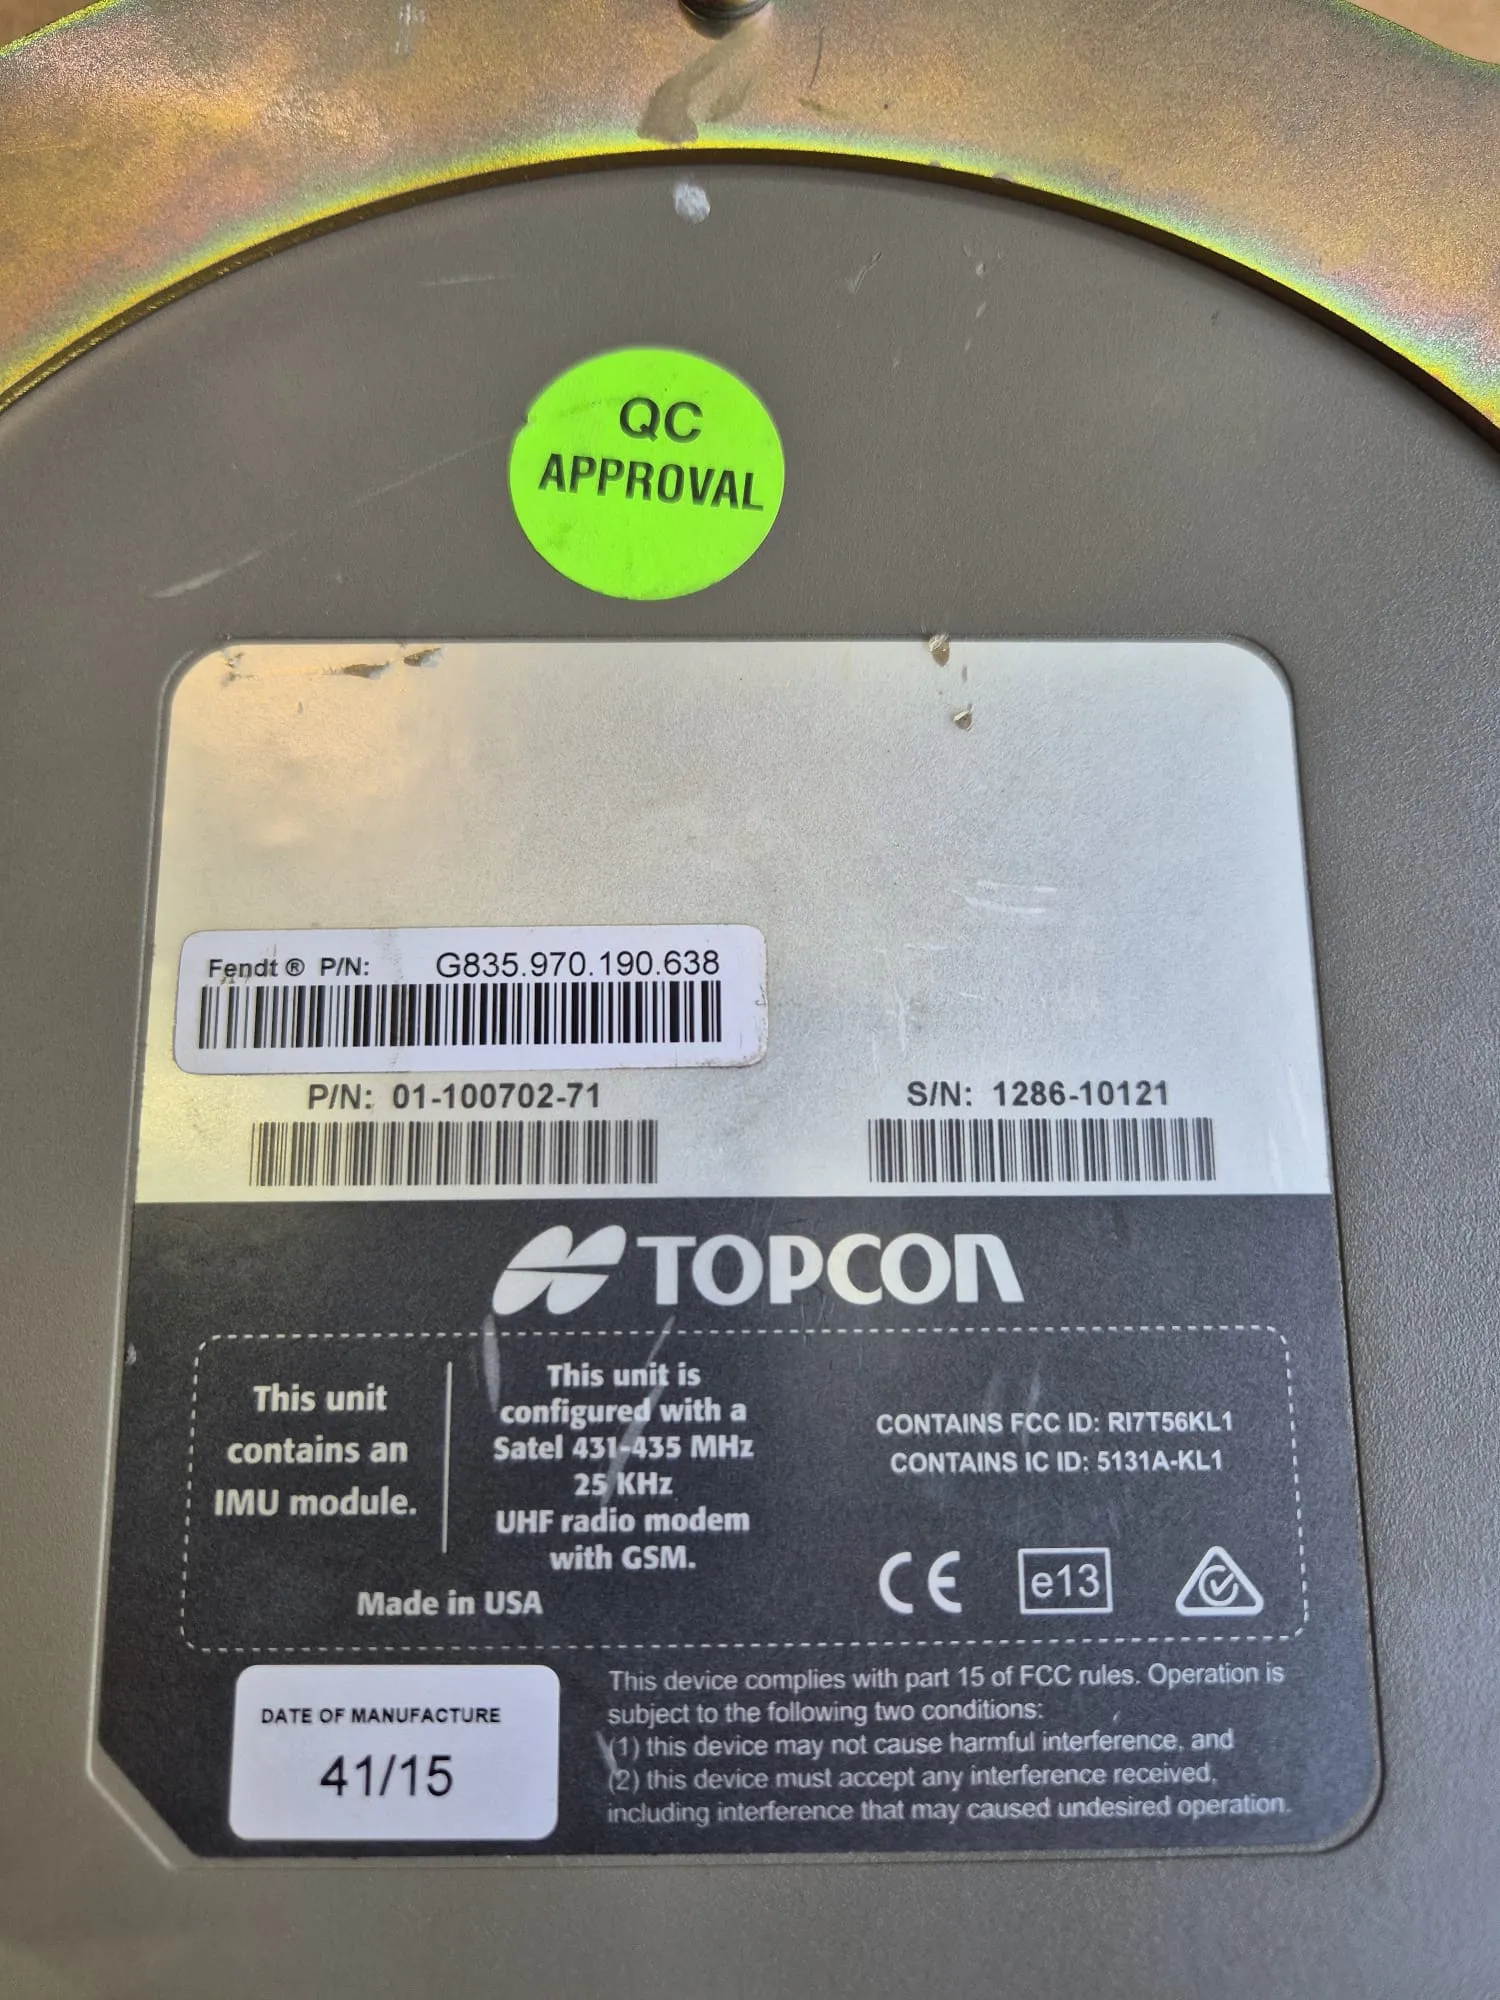 QC
APPROVAL
Fendt ® P/N: G835.970.190.638
P/N: 01-100702-71
S/N: 1286-10121
TOPCON
This unit
contains an
IMU module.
This unit is
configured with a
Satel 431-435 MHz
25 KHz
UHF radio modem
with GSM.
Made in USA
CONTAINS FCC ID: RI7T56KL1
CONTAINS IC ID: 5131A-KL1
CE e13
DATE OF MANUFACTURE
41/15
This device complies with part 15 of FCC rules. Operation is
subject to the following two conditions:
(1) this device may not cause harmful interference, and
(2) this device must accept any interference received,
including interference that may caused undesired operation.